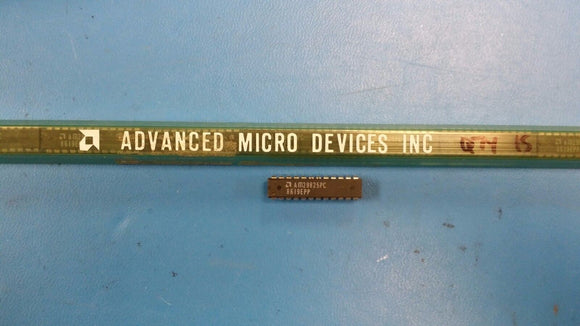 ADVANCED MICRO DEVICES INC QTY 15
AM29825PC
8619EPP